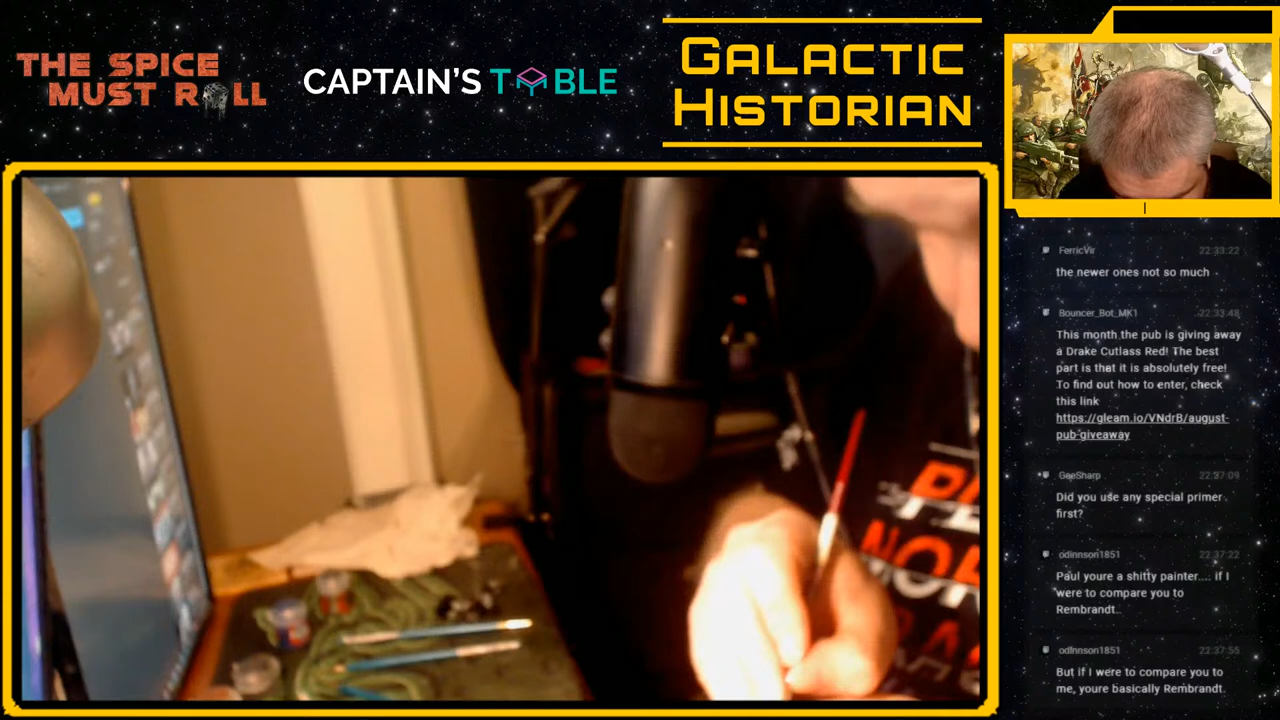 THE SPICE
MUST ROLL
CAPTAIN'S TABLE
GALACTIC
HISTORIAN
FerricVir 22:33:22
the newer ones not so much
Bouncer_Bot_MK1 22:33:48
This month the pub is giving away
a Drake Cutlass Red! The best
part is that it is absolutely free!
To find out how to enter, check
this link
https://gleam.io/VNdrB/august-
pub-giveaway
GeeSharp 22:37:09
Did you use any special primer
first?
odinnson1851 22:37:22
Paul youre a shitty painter.... if I
were to compare you to
Rembrandt
odinnson1851 22:37:55
But if I were to compare you to
me, youre basically Rembrandt